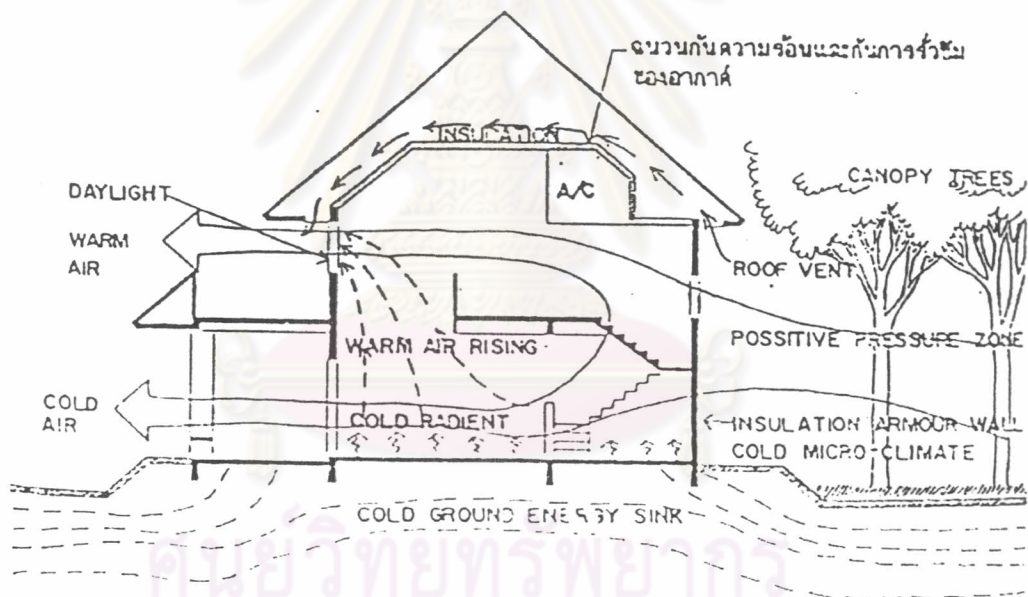 ฉนวนกันความร้อนและกันการรั่วซึม
ของอากาศ
INSULATION
DAYLIGHT
A/C
CANOPY TREES
WARM
AIR
ROOF VENT
WARM AIR RISING
POSSITIVE PRESSURE ZONE
COLD
AIR
COLD RADIENT
INSULATION ARMOUR WALL
COLD MICRO-CLIMATE
COLD GROUND ENERGY SINK
ศูนย์วิทยทรัพยากร